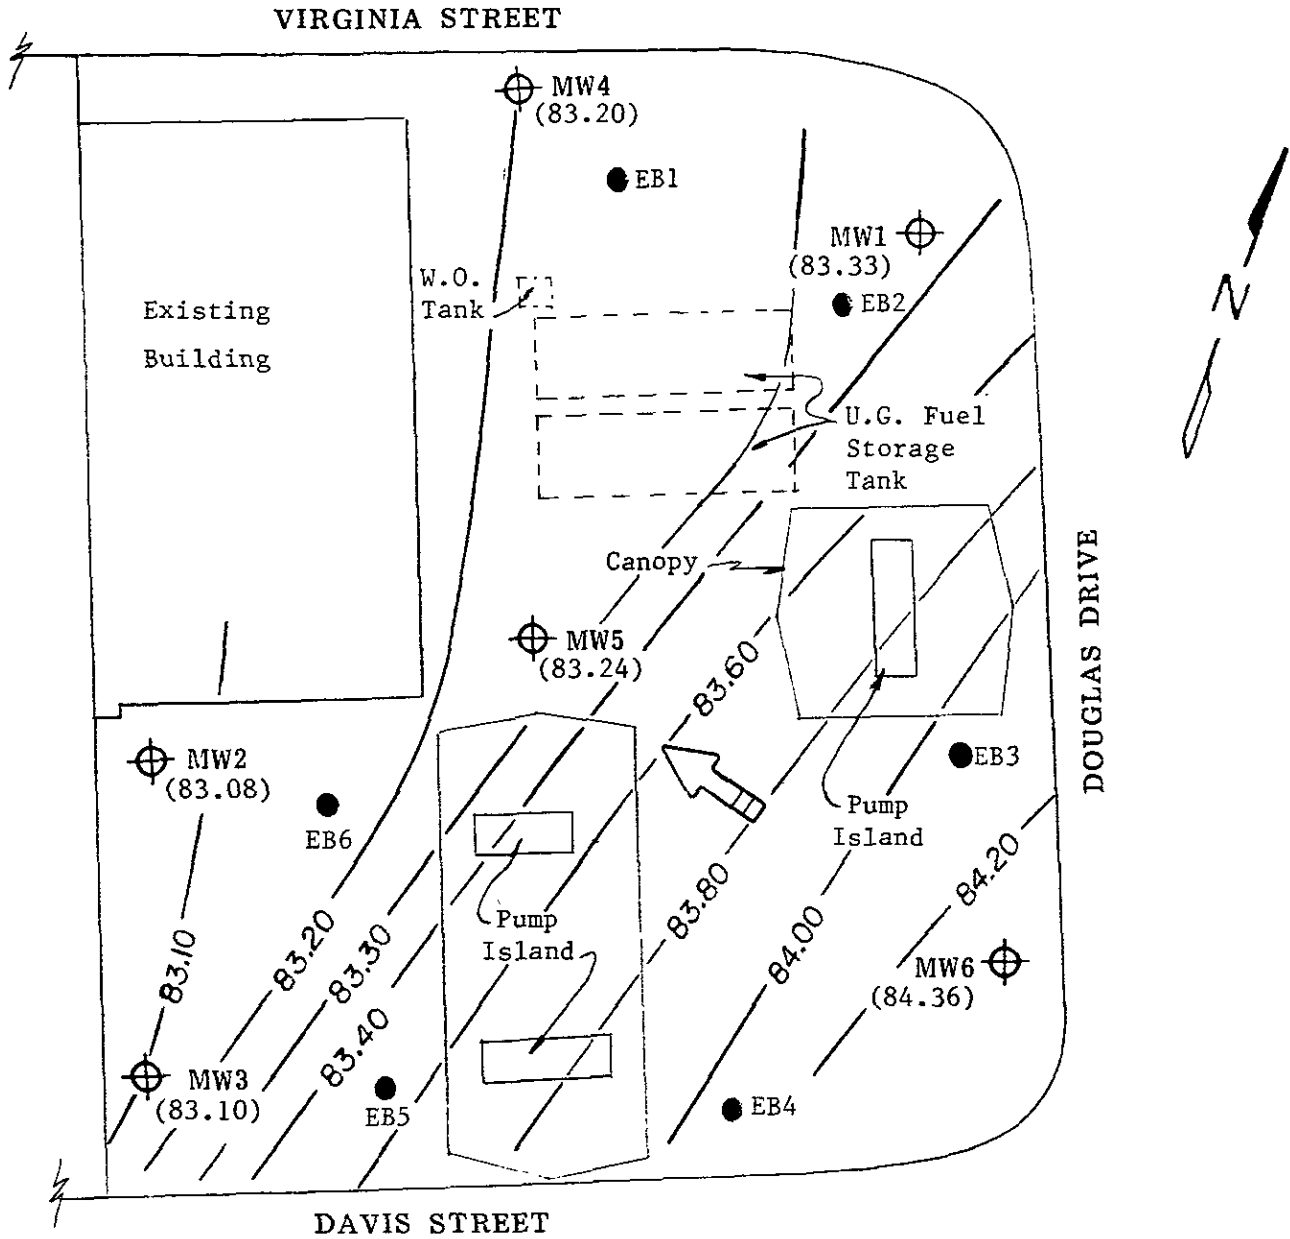 VIRGINIA STREET
MW4
(83.20)
EB1
MW1
(83.33)
EB2
W.O.
Tank
Existing
Building
N
U.G. Fuel
Storage
Tank
Canopy
MW5
(83.24)
83.60
DOUGLAS DRIVE
MW2
(83.08)
EB6
EB3
Pump
Island
83.80
84.20
84.00
Pump
Island
83.10
83.20
83.30
83.40
MW6
(84.36)
MW3
(83.10)
EB5
EB4
DAVIS STREET